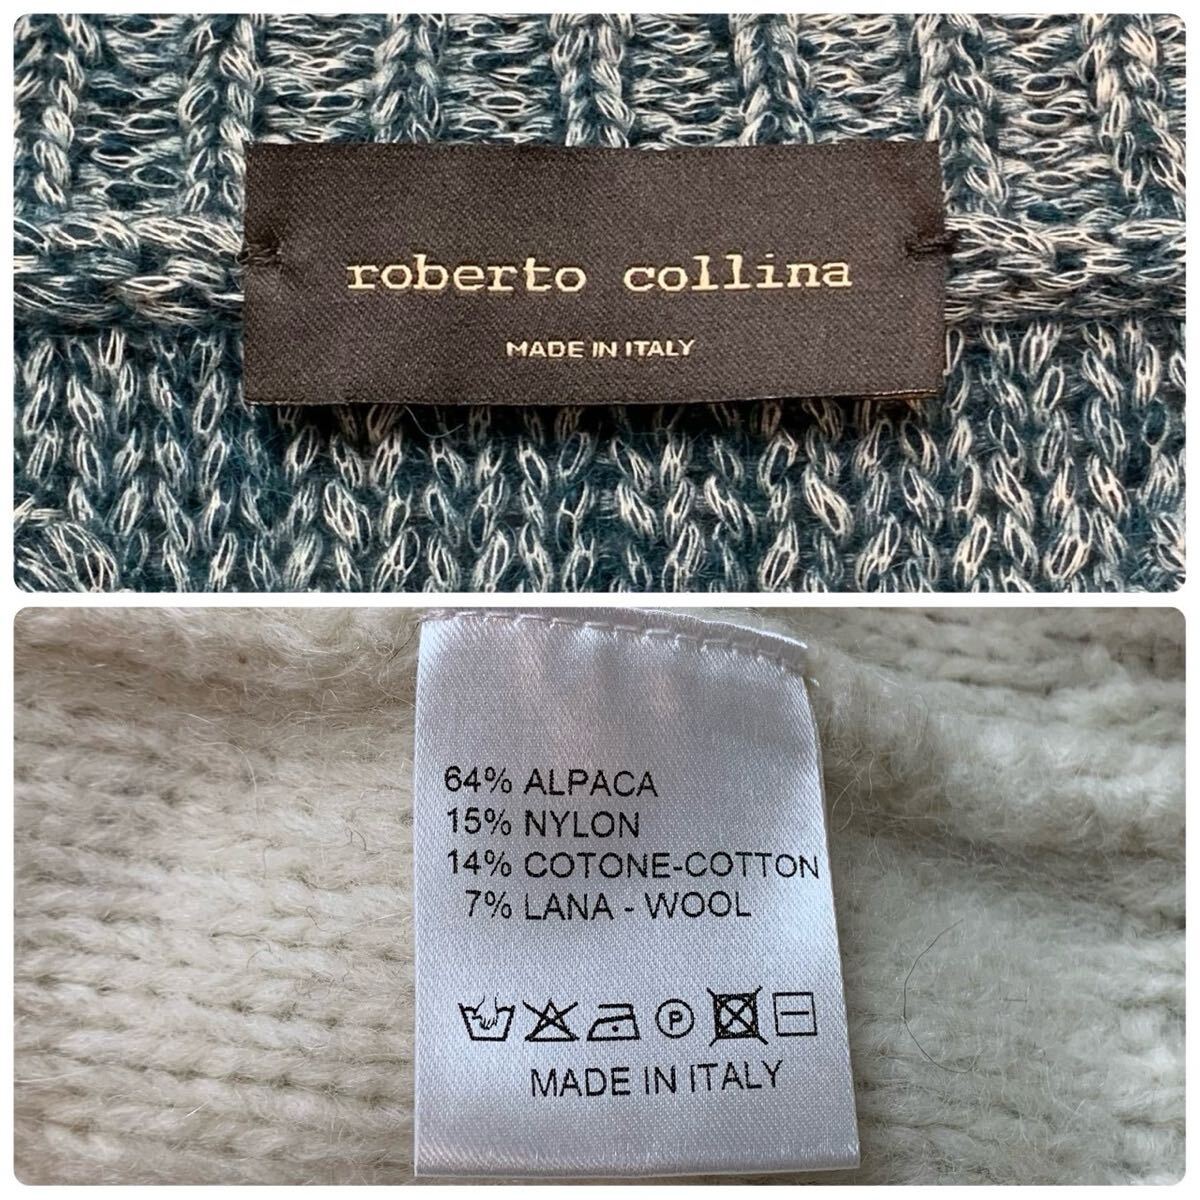 roberto collina
MADE IN ITALY
64% ALPACA
15% NYLON
14% COTONE-COTTON
7% LANA - WOOL
P
MADE IN ITALY